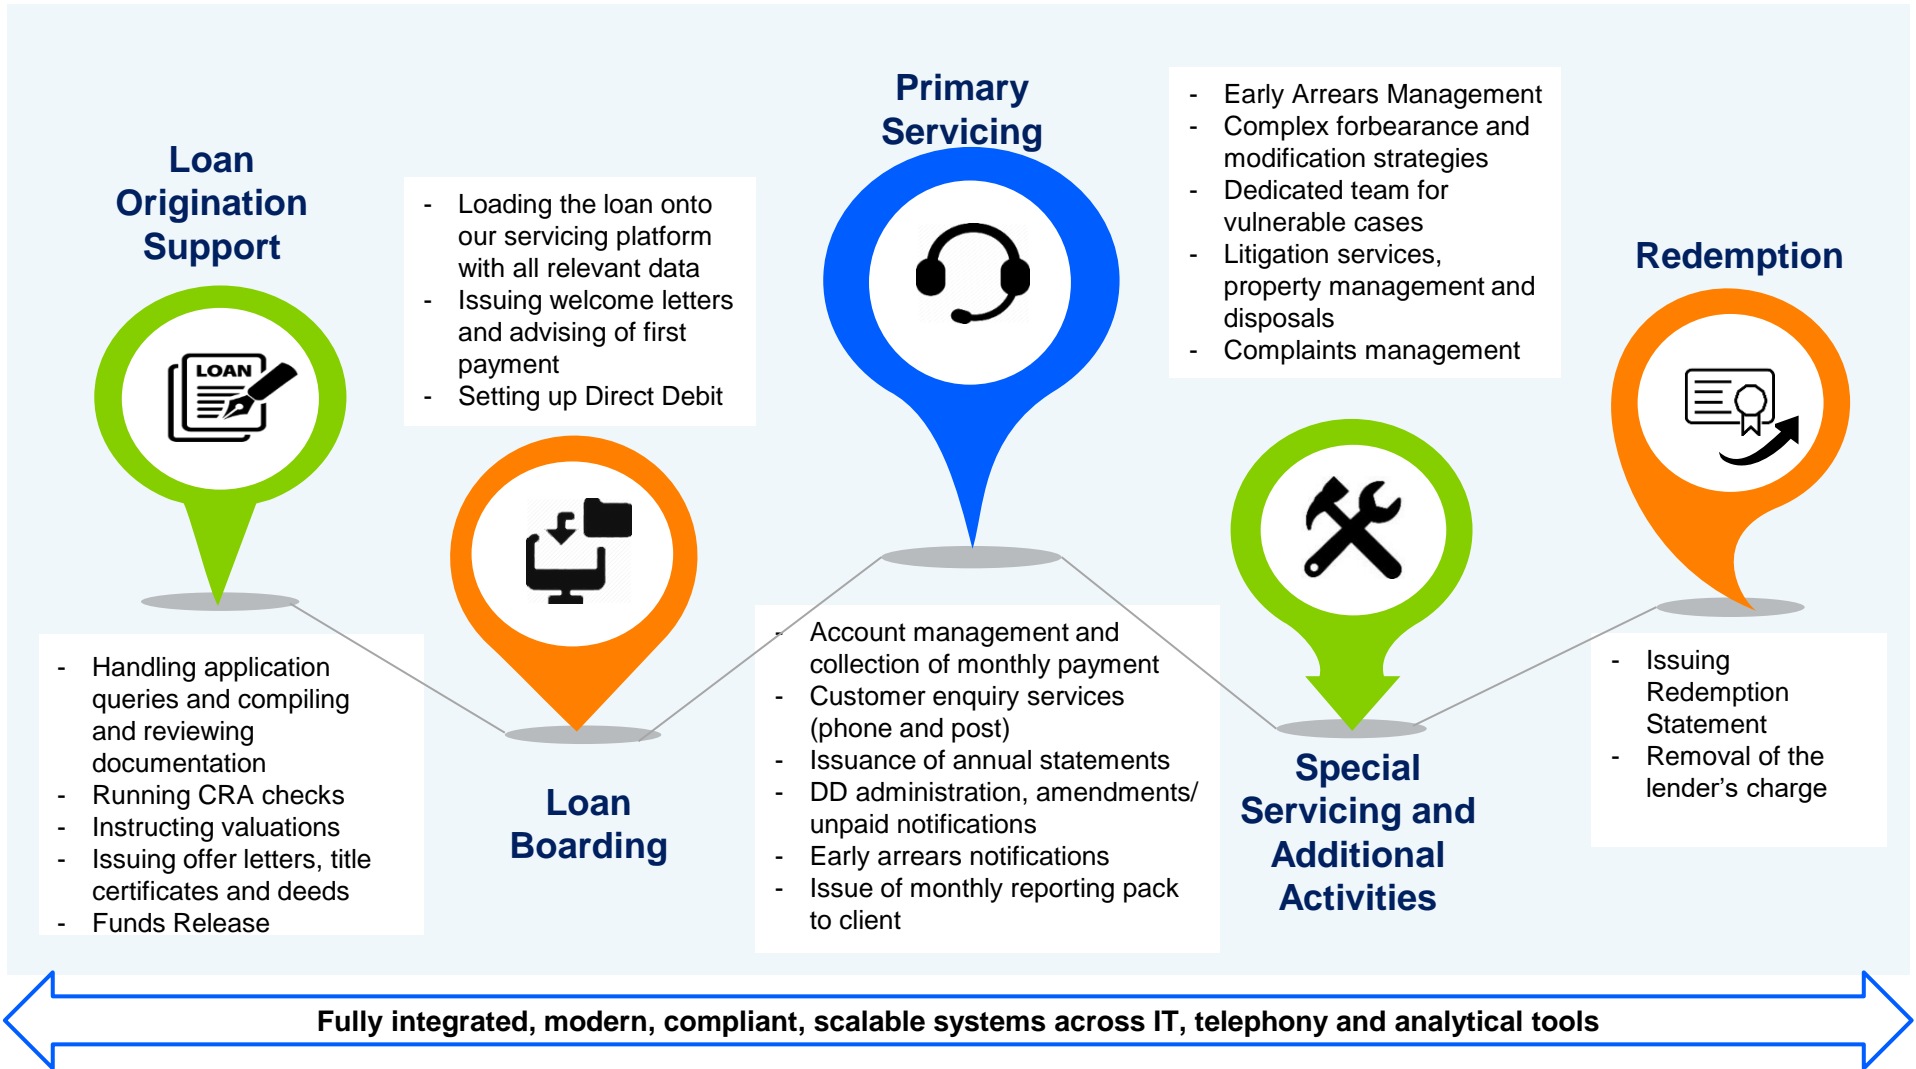 Loan
Origination
Support
LOAN
- Handling application
queries and compiling
and reviewing
documentation
- Running CRA checks
- Instructing valuations
- Issuing offer letters, title
certificates and deeds
- Funds Release
- Loading the loan onto
our servicing platform
with all relevant data
- Issuing welcome letters
and advising of first
payment
- Setting up Direct Debit
Loan
Boarding
Primary
Servicing
- Account management and
collection of monthly payment
- Customer enquiry services
(phone and post)
- Issuance of annual statements
- DD administration, amendments/
unpaid notifications
- Early arrears notifications
- Issue of monthly reporting pack
to client
- Early Arrears Management
- Complex forbearance and
modification strategies
- Dedicated team for
vulnerable cases
- Litigation services,
property management and
disposals
- Complaints management
Special
Servicing and
Additional
Activities
Redemption
- Issuing
Redemption
Statement
- Removal of the
lender’s charge
Fully integrated, modern, compliant, scalable systems across IT, telephony and analytical tools